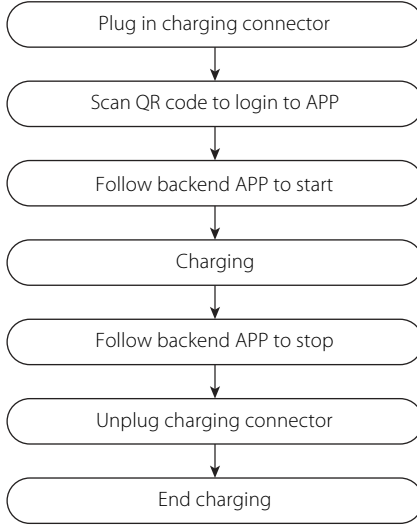 Plug in charging connector
Scan QR code to login to APP
Follow backend APP to start
Charging
Follow backend APP to stop
Unplug charging connector
End charging